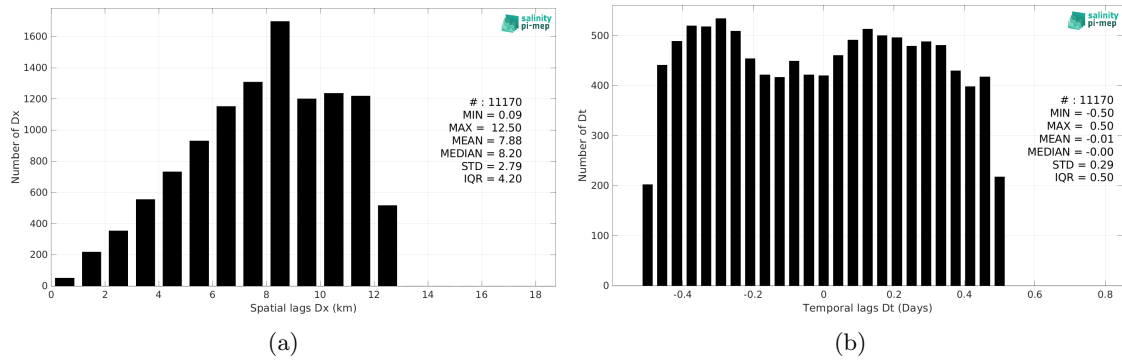 salinity
pi-mep
1600
1400
1200
1000
800
600
400
200
0
Number of Dx
# : 11170
MIN = 0.09
MAX = 12.50
MEAN = 7.88
MEDIAN = 8.20
STD = 2.79
IQR = 4.20
0 2 4 6 8 10 12 14 16 18
Spatial lags Dx (km)
(a)
salinity
pi-mep
500
400
300
200
100
0
Number of Dt
# : 11170
MIN = -0.50
MAX = 0.50
MEAN = -0.01
MEDIAN = -0.00
STD = 0.29
IQR = 0.50
-0.4 -0.2 0 0.2 0.4 0.6 0.8
Temporal lags Dt (Days)
(b)